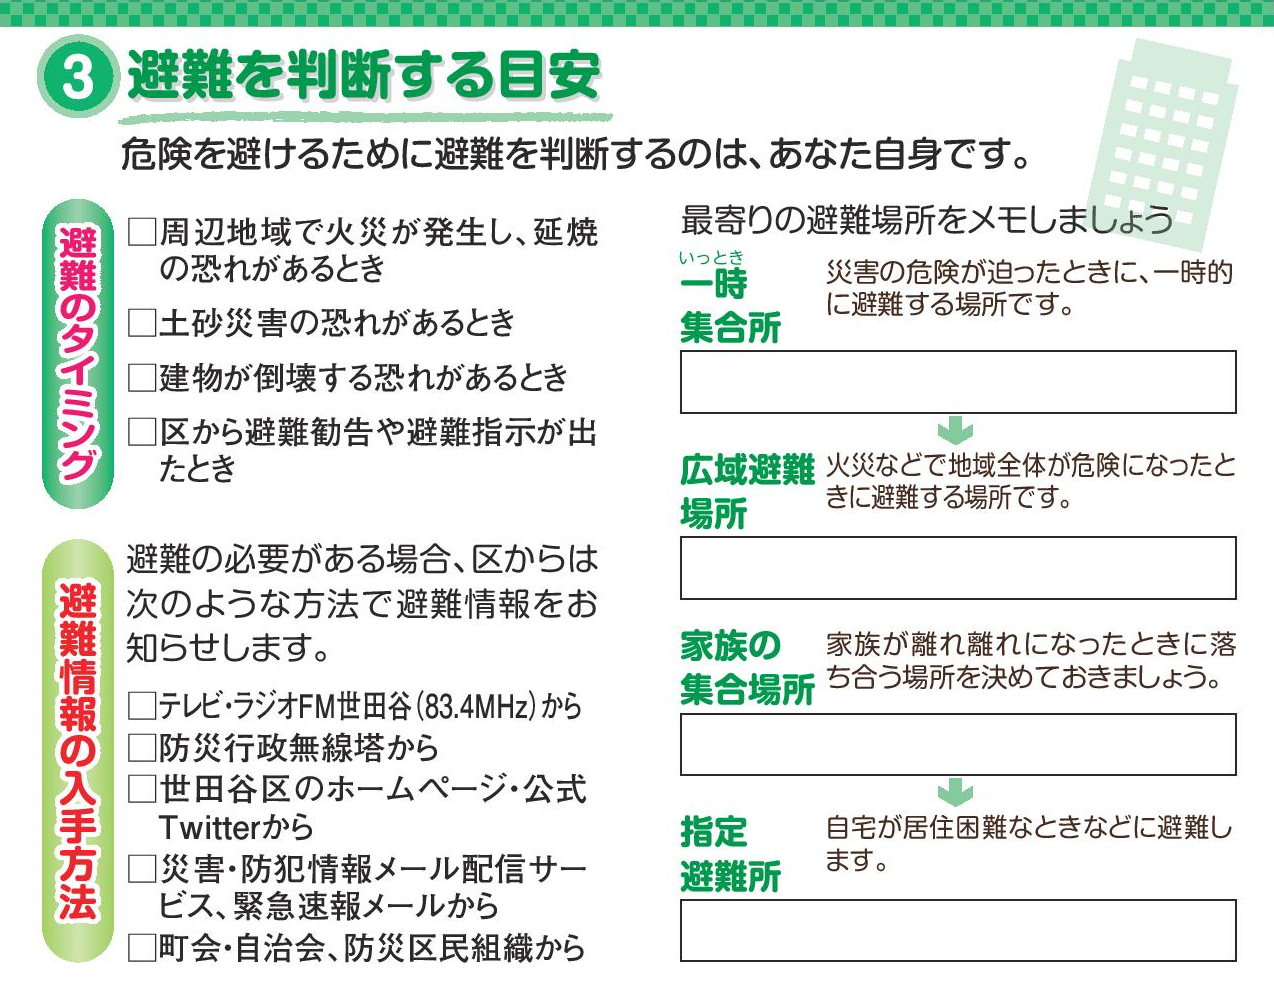 3 避難を判断する目安
危険を避けるために避難を判断するのは、あなた自身です。
避難のタイミング
□周辺地域で火災が発生し、延焼
の恐れがあるとき
□土砂災害の恐れがあるとき
□建物が倒壊する恐れがあるとき
□区から避難勧告や避難指示が出
たとき
避難情報の入手方法
避難の必要がある場合、区からは
次のような方法で避難情報をお
知らせします。
□テレビ・ラジオFM世田谷(83.4MHz)から
□防災行政無線塔から
□世田谷区のホームページ・公式
Twitterから
□災害・防犯情報メール配信サー
ビス、緊急速報メールから
□町会・自治会、防災区民組織から
最寄りの避難場所をメモしましょう
いっとき
一時
集合所
災害の危険が迫ったときに、一時的
に避難する場所です。
広域避難
場所
火災などで地域全体が危険になったと
きに避難する場所です。
家族の
集合場所
家族が離れ離れになったときに落
ち合う場所を決めておきましょう。
指定
避難所
自宅が居住困難なときなどに避難し
ます。